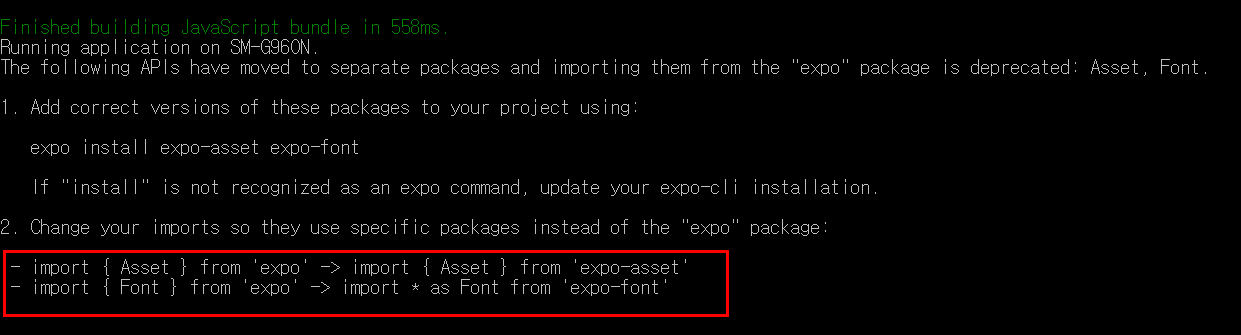 Finished building JavaScript bundle in 558ms.
Running application on SM-G960N.
The following APIs have moved to separate packages and importing them from the "expo" package is deprecated: Asset, Font.
1. Add correct versions of these packages to your project using:
expo install expo-asset expo-font
If "install" is not recognized as an expo command, update your expo-cli installation.
2. Change your imports so they use specific packages instead of the "expo" package:
- import { Asset } from 'expo' -> import { Asset } from 'expo-asset'
- import { Font } from 'expo' -> import * as Font from 'expo-font'